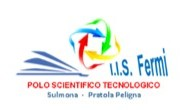 I.I.S. Fermi
POLO SCIENTIFICO TECNOLOGICO
Sulmona - Pratola Peligna